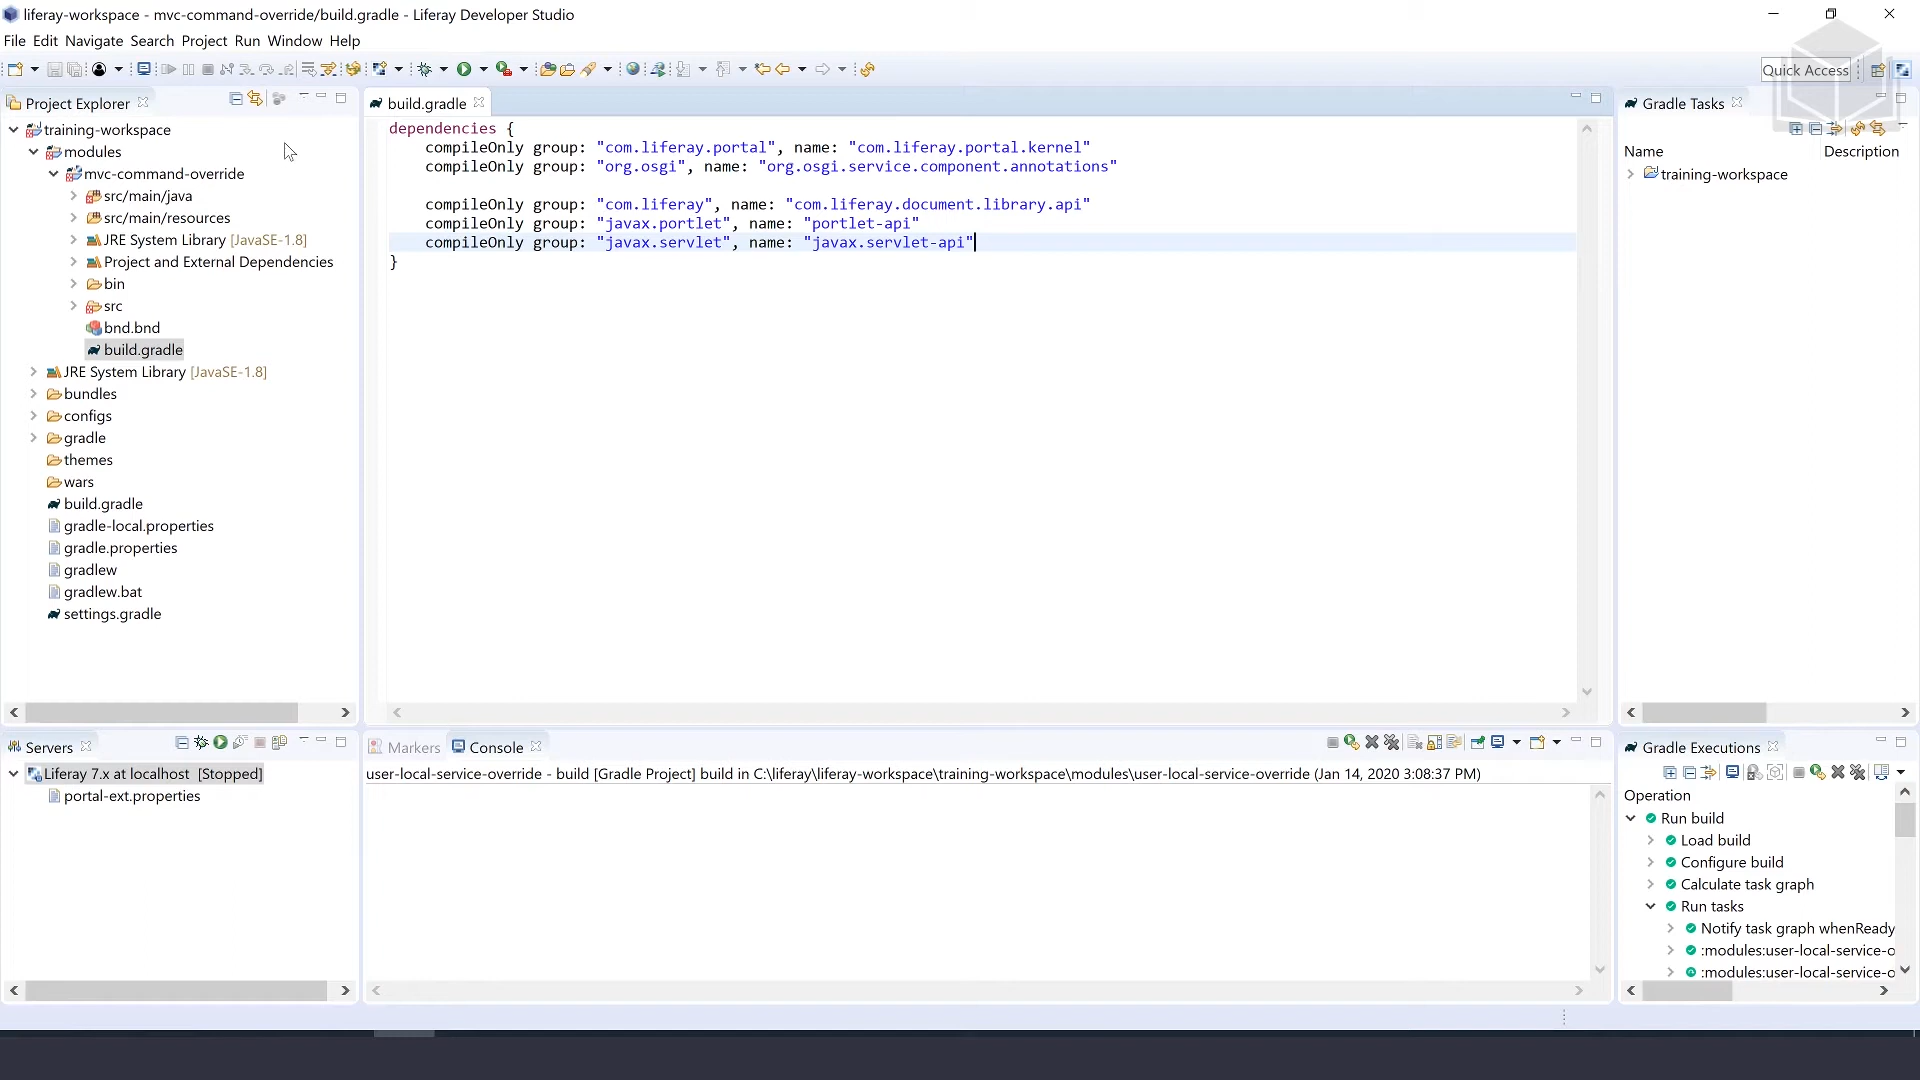 liferay-workspace - mvc-command-override/build.gradle - Liferay Developer Studio
File Edit Navigate Search Project Run Window Help
Quick Access
Project Explorer
training-workspace
modules
mvc-command-override
src/main/java
src/main/resources
JRE System Library [JavaSE-1.8]
Project and External Dependencies
bin
src
bnd.bnd
build.gradle
JRE System Library [JavaSE-1.8]
bundles
configs
gradle
themes
wars
build.gradle
gradle-local.properties
gradle.properties
gradlew
gradlew.bat
settings.gradle
build.gradle
dependencies {
compileOnly group: "com.liferay.portal", name: "com.liferay.portal.kernel"
compileOnly group: "org.osgi", name: "org.osgi.service.component.annotations"
compileOnly group: "com.liferay", name: "com.liferay.document.library.api"
compileOnly group: "javax.portlet", name: "portlet-api"
compileOnly group: "javax.servlet", name: "javax.servlet-api"
}
Gradle Tasks
Name Description
training-workspace
Servers
Liferay 7.x at localhost [Stopped]
portal-ext.properties
Markers Console
user-local-service-override - build [Gradle Project] build in C:\liferay\liferay-workspace\training-workspace\modules\user-local-service-override (Jan 14, 2020 3:08:37 PM)
Gradle Executions
Operation
Run build
Load build
Configure build
Calculate task graph
Run tasks
Notify task graph whenReady
:modules:user-local-service-o
:modules:user-local-service-o